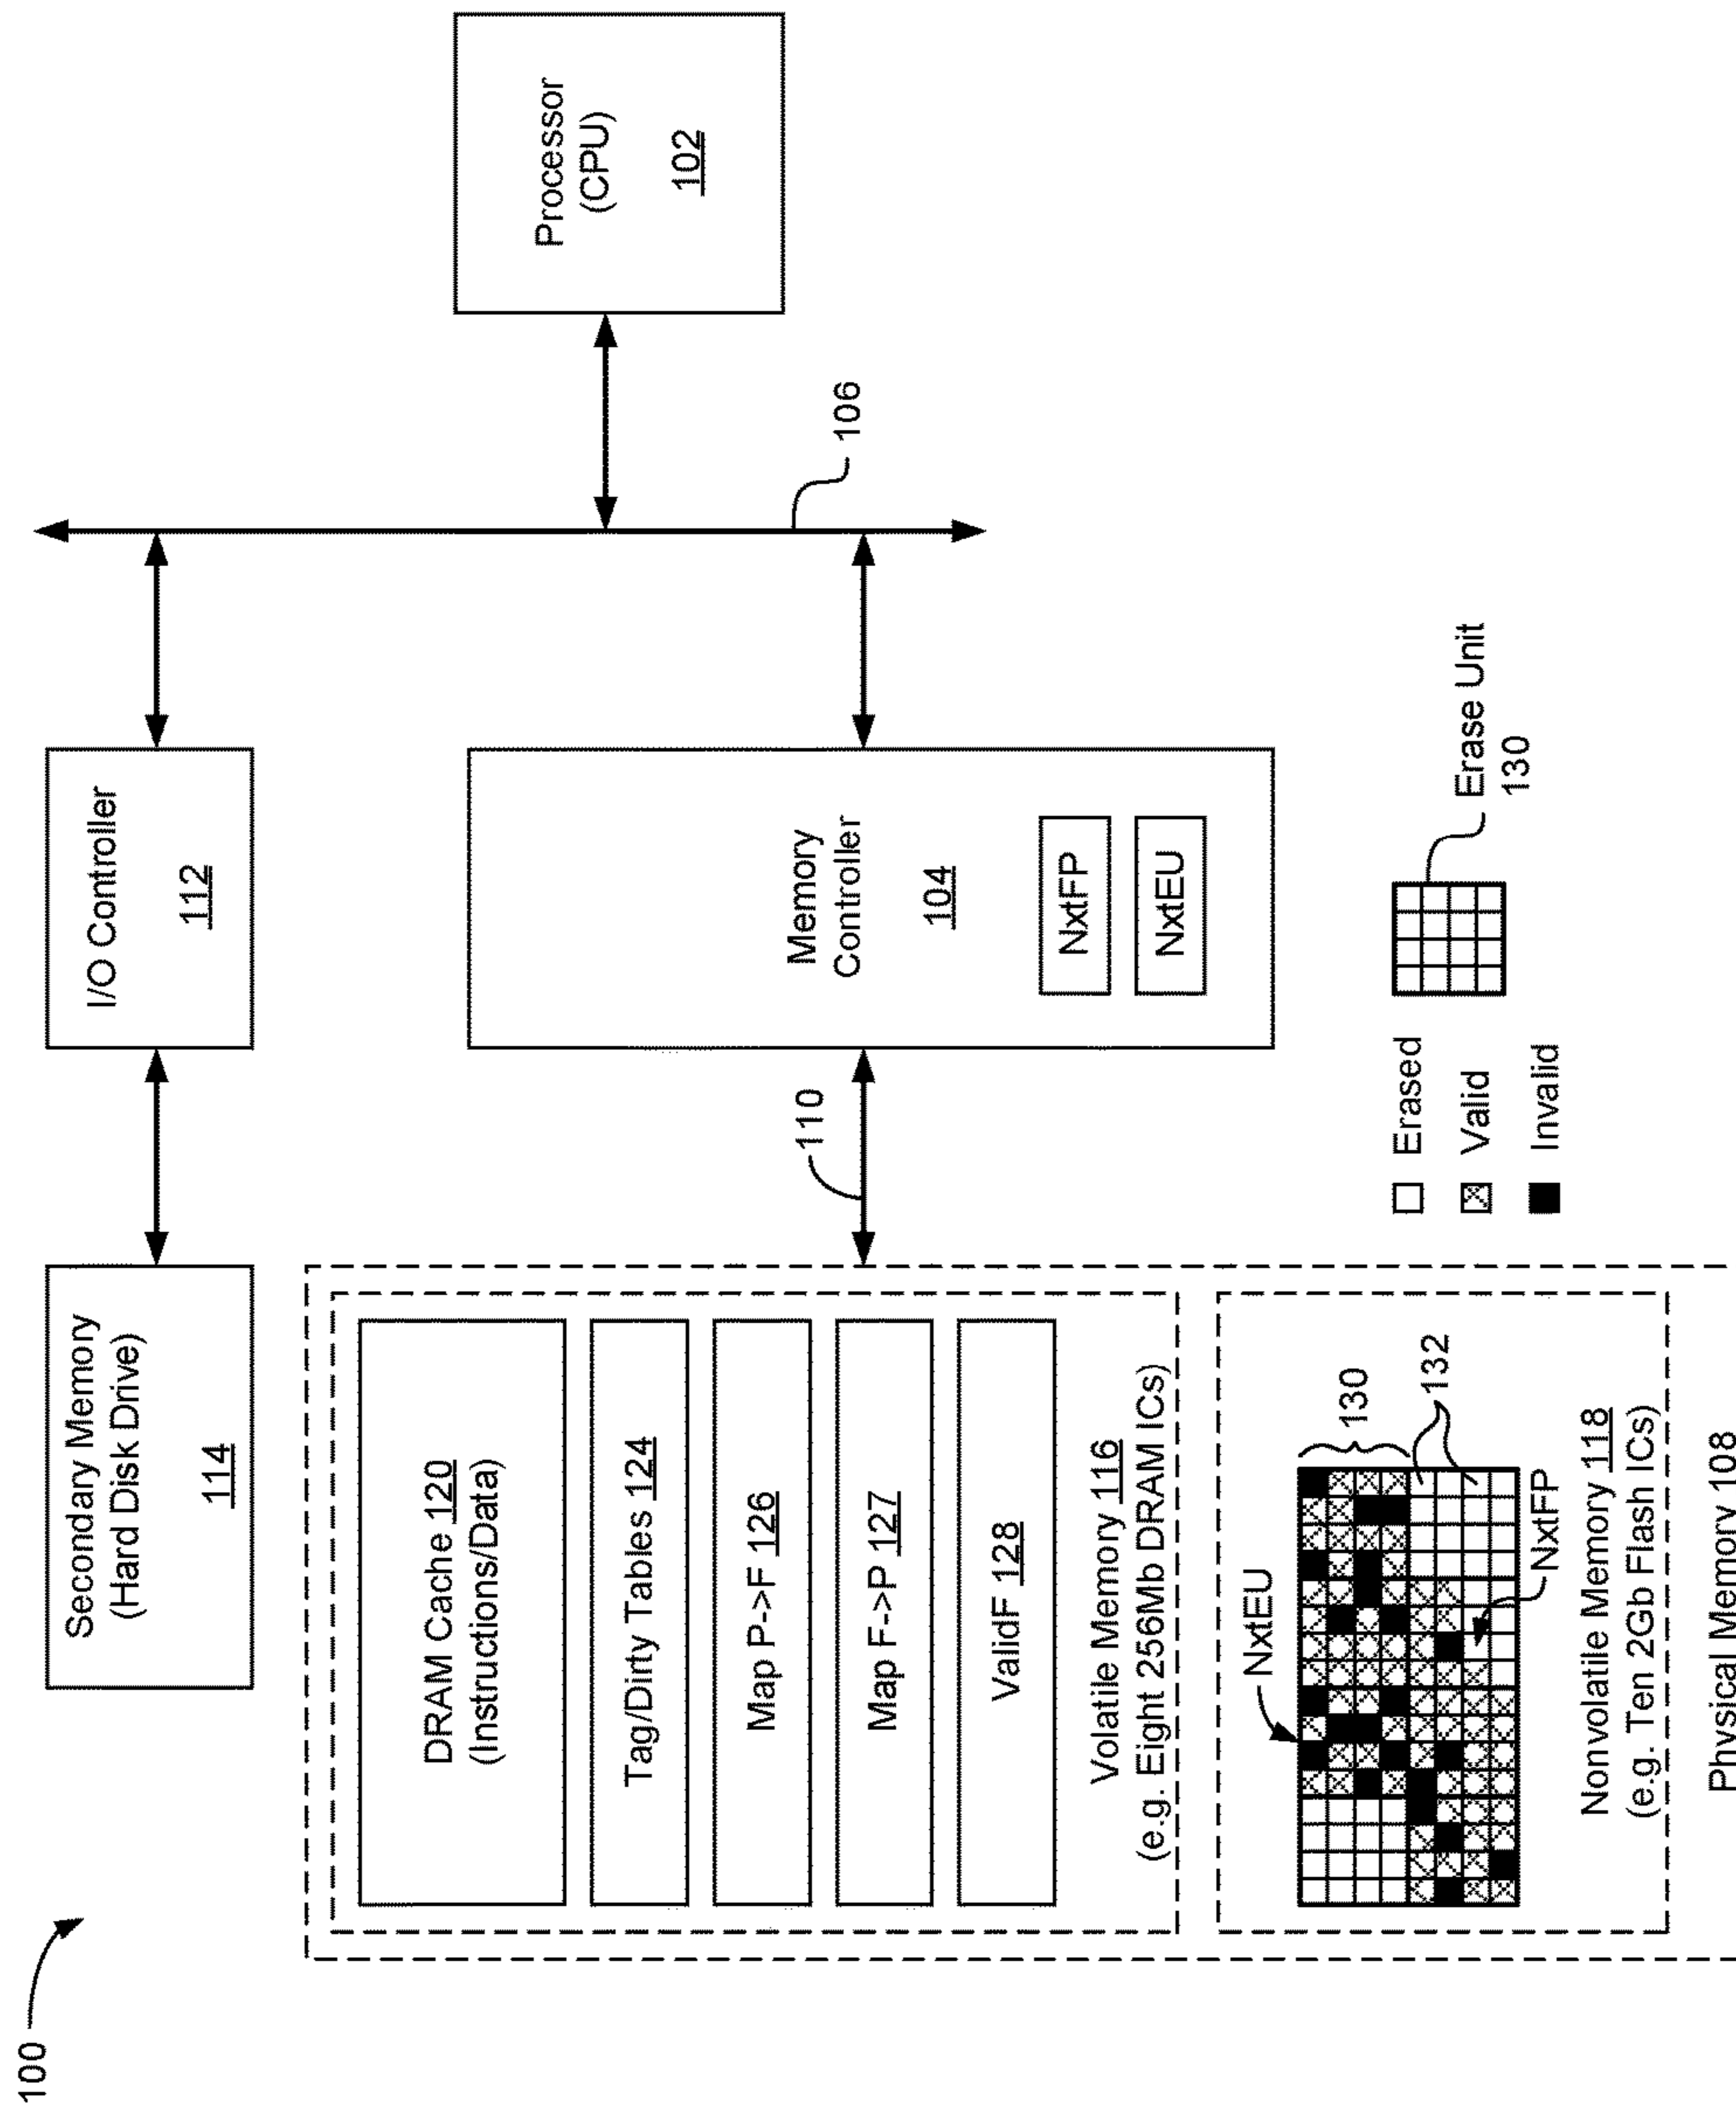 100
Secondary Memory
(Hard Disk Drive)
114
I/O Controller
112
Processor
(CPU)
102
106
110
Memory
Controller
104
NxtFP
NxtEU
DRAM Cache 120
(Instructions/Data)
Tag/Dirty Tables 124
Map P->F 126
Map F->P 127
ValidF 128
Volatile Memory 116
(e.g. Eight 256Mb DRAM ICs)
NxtEU
130
132
NxtFP
Nonvolatile Memory 118
(e.g. Ten 2Gb Flash ICs)
Physical Memory 108
Erased
Valid
Invalid
Erase Unit
130